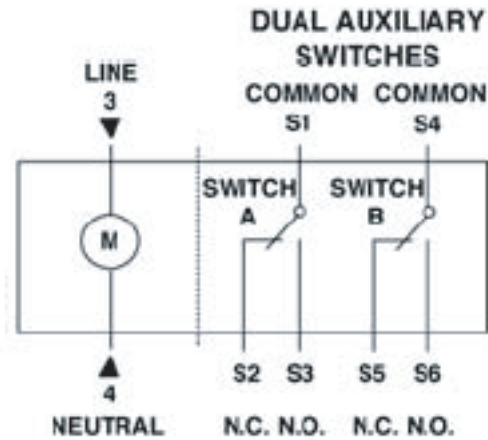 DUAL AUXILIARY
SWITCHES
LINE
3
COMMON COMMON
S1 S4
SWITCH A
SWITCH B
M
S2 S3 S5 S6
4
NEUTRAL
N.C. N.O. N.C. N.O.